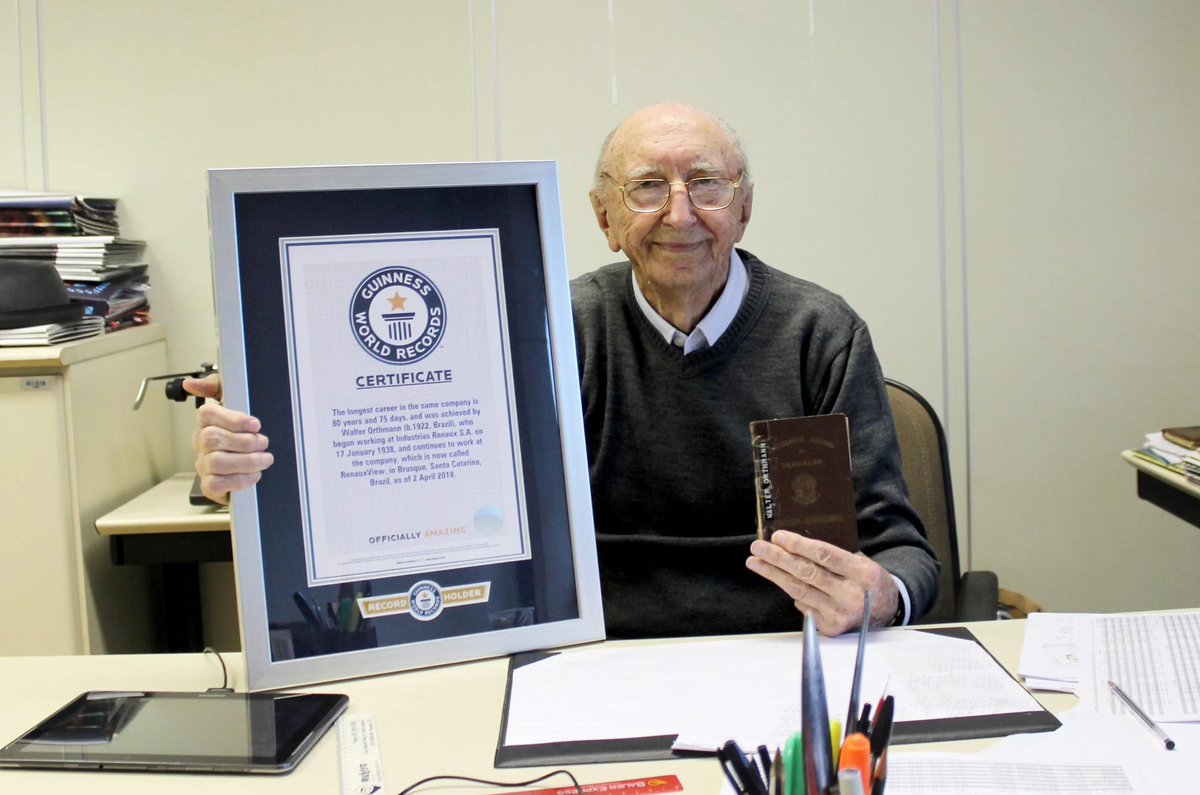 GUINNESS
WORLD RECORDS
CERTIFICATE
The longest career in the same company is
80 years and 75 days, and was achieved by
Walter Orthmann (b.1922, Brazil), who
began working at Industrias Renaux S.A. on
17 January 1938, and continues to work at
the company, which is now called
RenauxView, in Brusque, Santa Catarina,
Brazil, as of 2 April 2018.
OFFICIALLY AMAZING
RECORD HOLDER
WALTER ORTHMANN
TRABALHO
BAUER EXPRESS